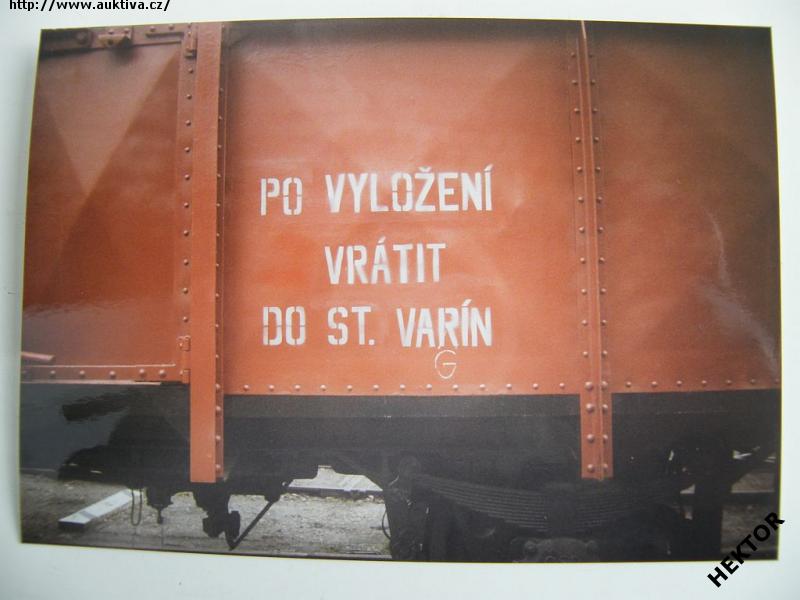 http://www.auktiva.cz/
PO VYLOŽENÍ
VRÁTIT
DO ST. VARÍN
G
HEKTOR